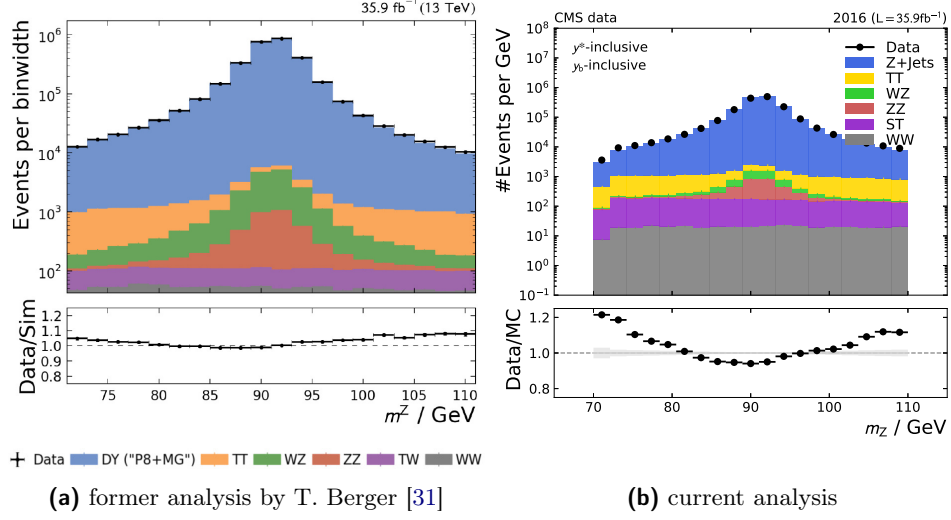 35.9 fb⁻¹ (13 TeV)
Events per binwidth
10⁶
10⁵
10⁴
10³
10²
Data/Sim
1.2
1.1
1.0
0.9
0.8
75 80 85 90 95 100 105 110
m^Z / GeV
Data DY ("P8+MG") TT WZ ZZ TW WW
(a) former analysis by T. Berger [31]
CMS data 2016 (L = 35.9fb⁻¹)
#Events per GeV
10⁸
10⁷
10⁶
10⁵
10⁴
10³
10²
10¹
10⁰
10⁻¹
y*-inclusive
y_b-inclusive
Data
Z+Jets
TT
WZ
ZZ
ST
WW
Data/MC
1.2
1.0
0.8
70 80 90 100 110
m_Z / GeV
(b) current analysis